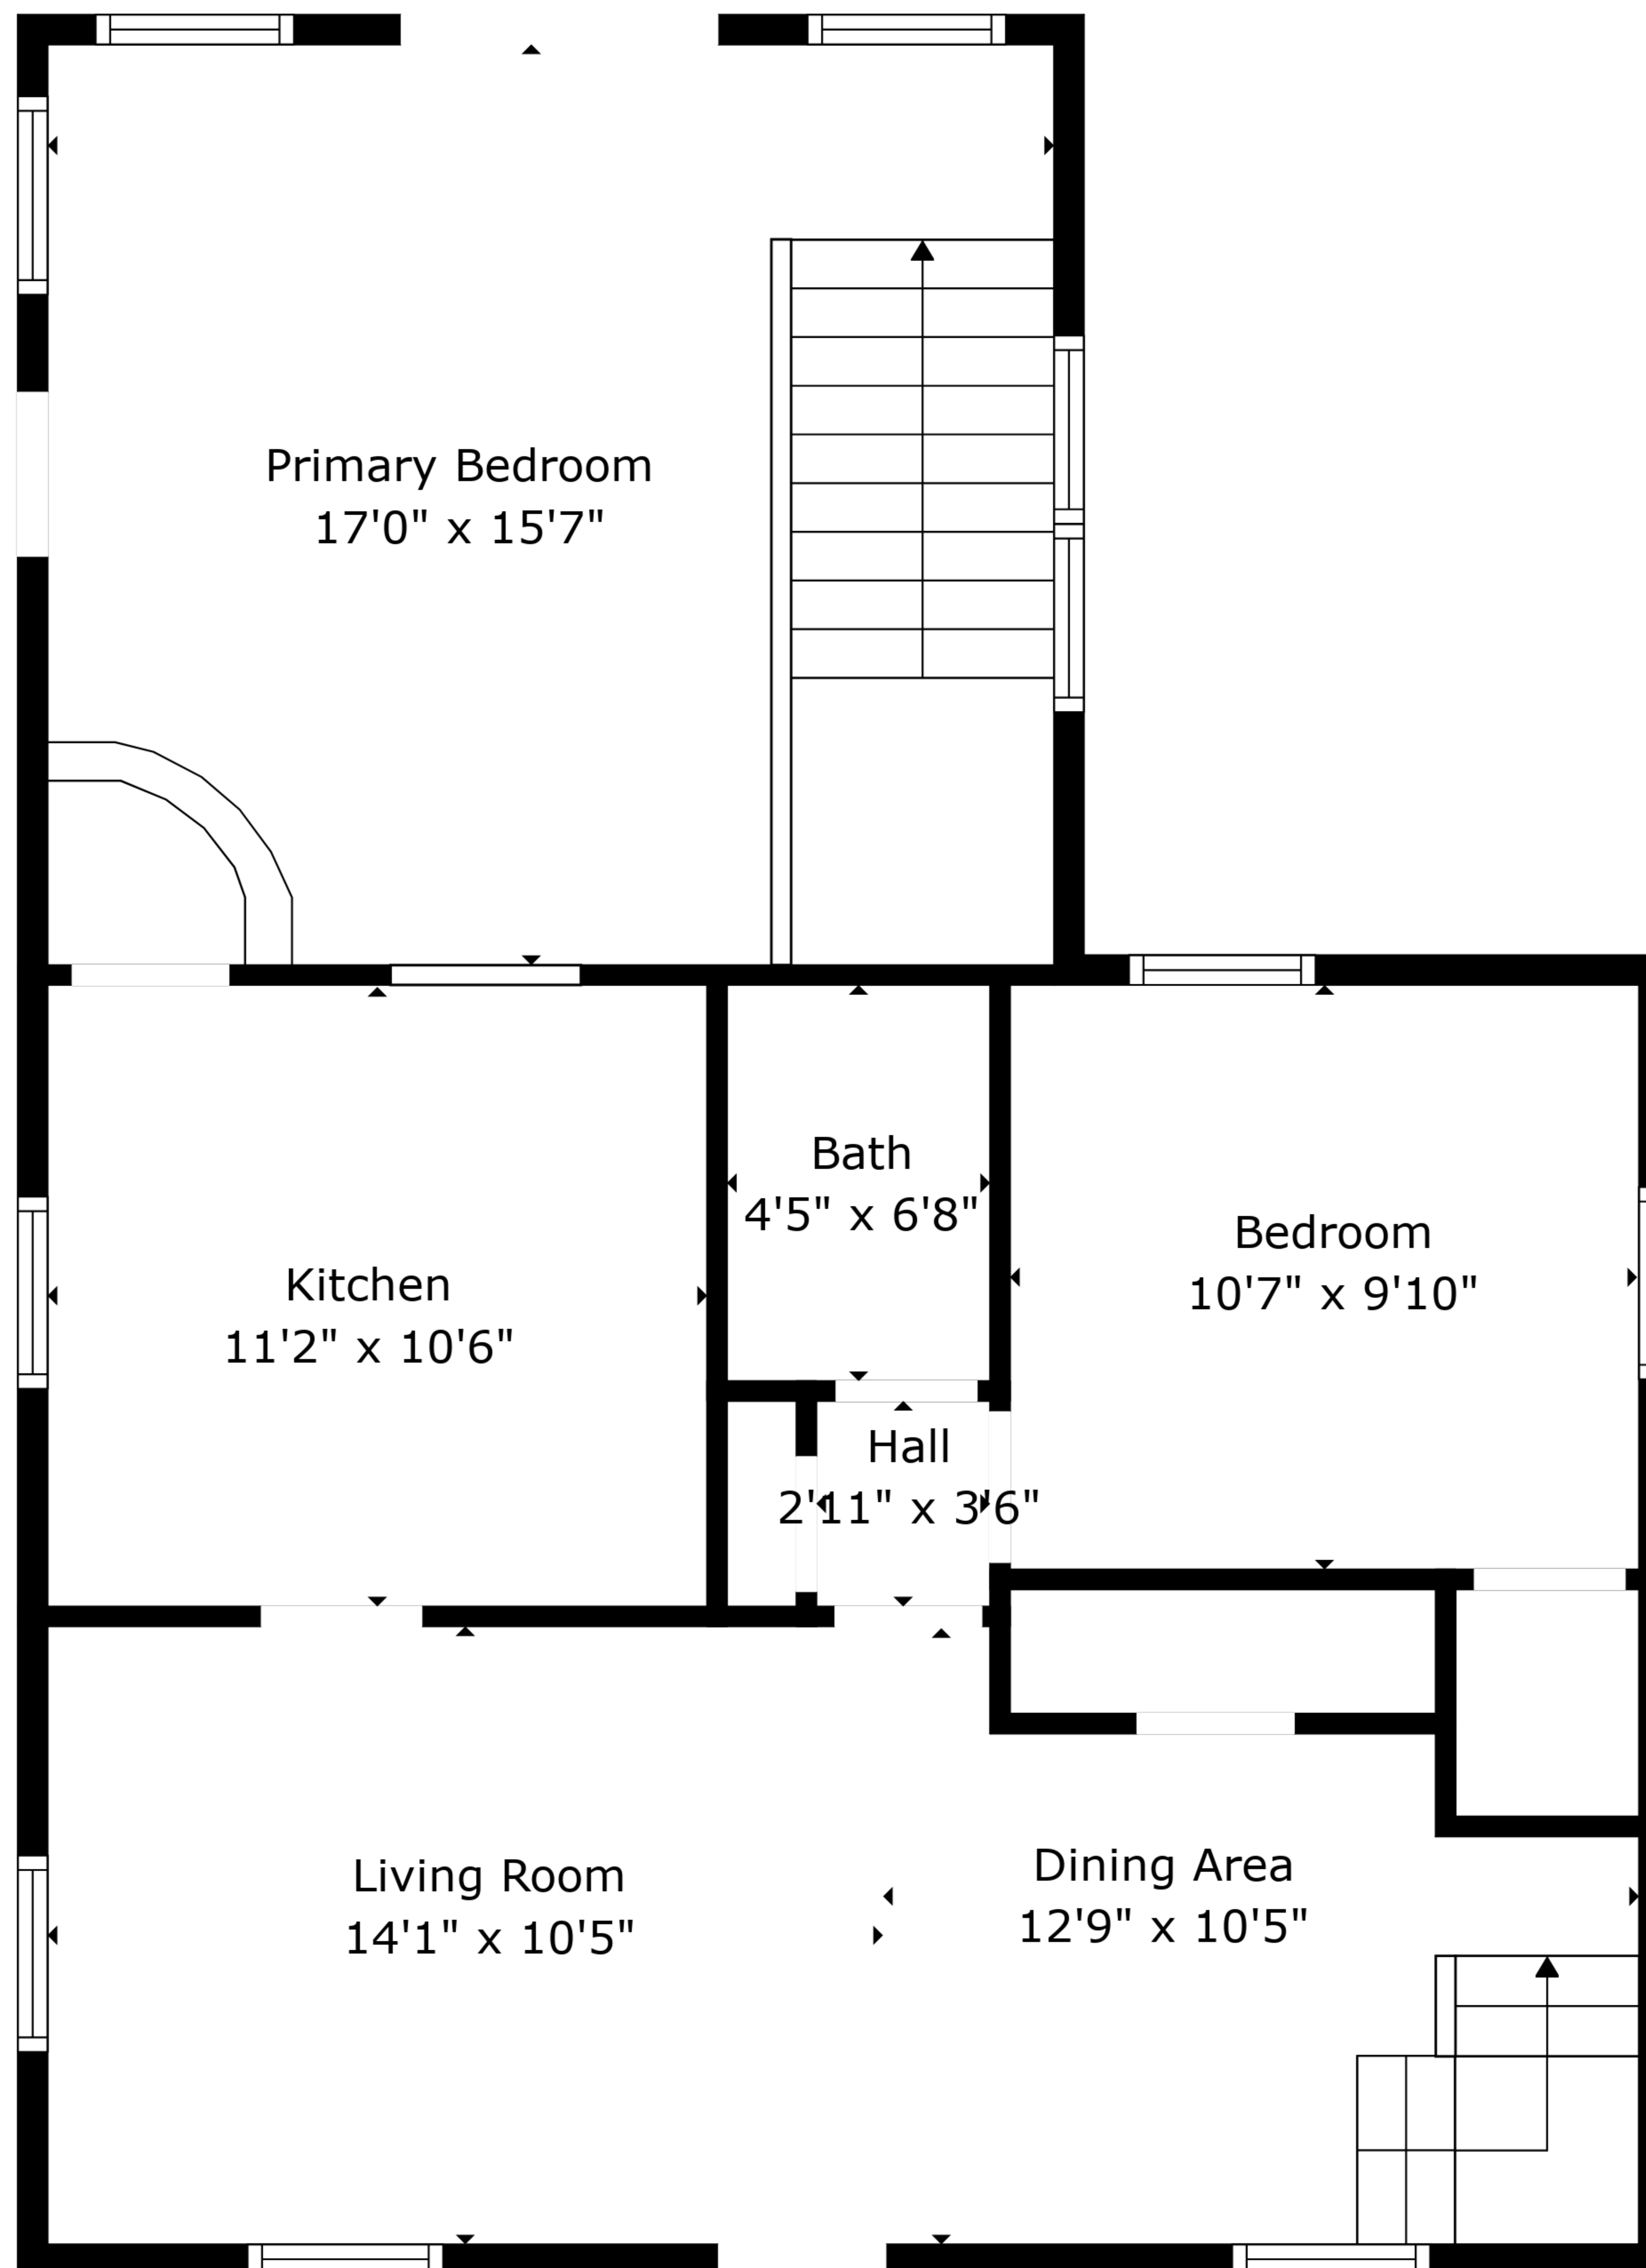 Primary Bedroom
17'0" x 15'7"
Bath
4'5" x 6'8"
Bedroom
10'7" x 9'10"
Kitchen
11'2" x 10'6"
Hall
2'11" x 3'6"
Living Room
14'1" x 10'5"
Dining Area
12'9" x 10'5"